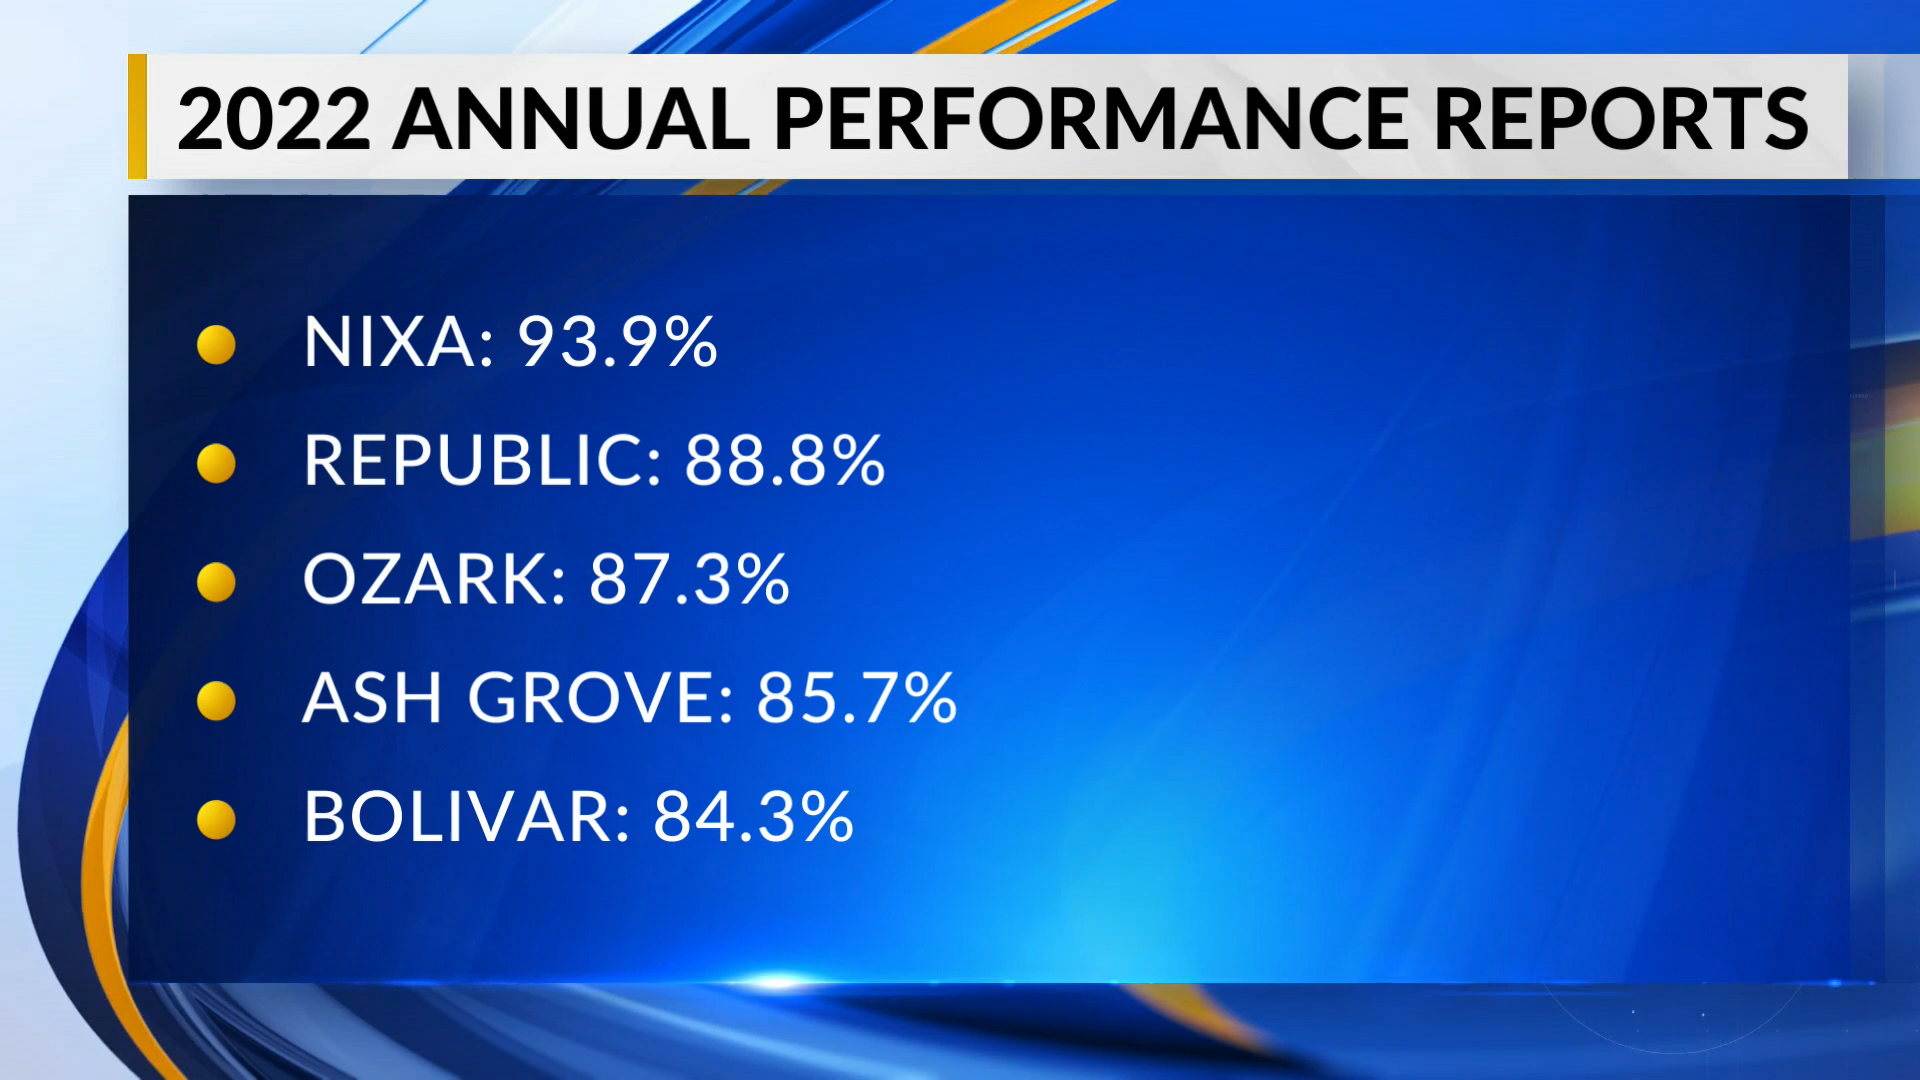 2022 ANNUAL PERFORMANCE REPORTS
NIXA: 93.9%
REPUBLIC: 88.8%
OZARK: 87.3%
ASH GROVE: 85.7%
BOLIVAR: 84.3%